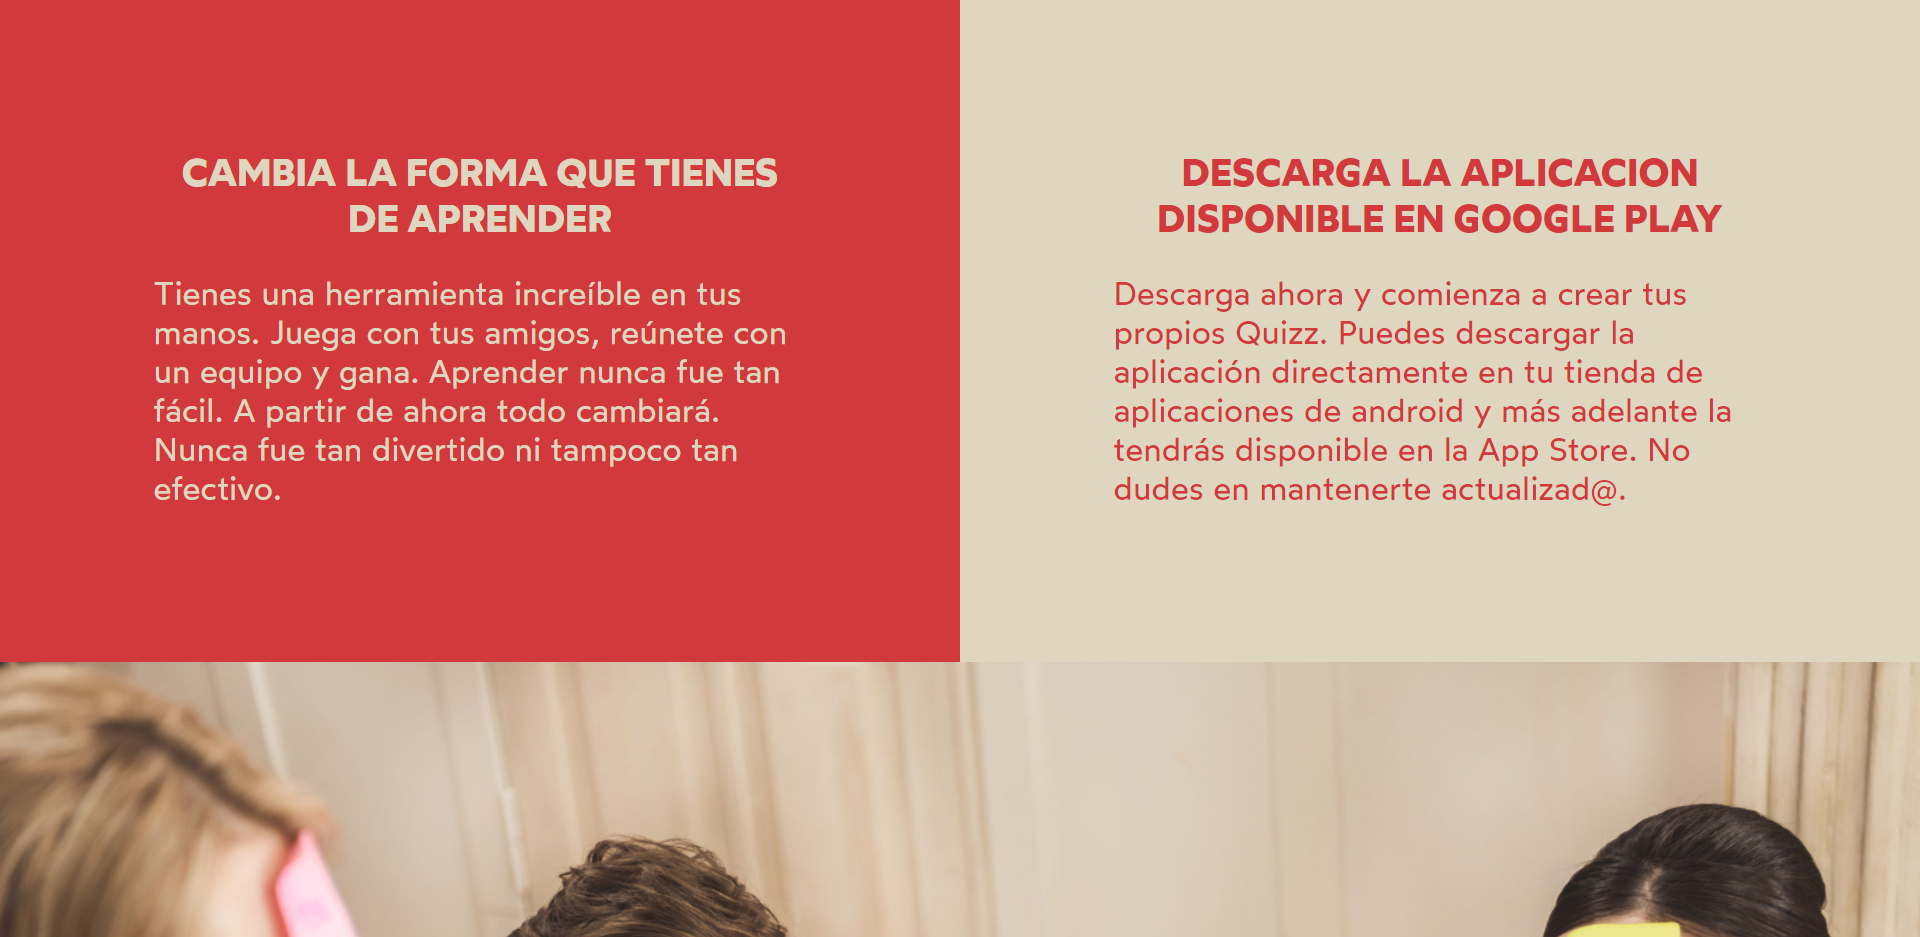 CAMBIA LA FORMA QUE TIENES
DE APRENDER
Tienes una herramienta increíble en tus
manos. Juega con tus amigos, reúnete con
un equipo y gana. Aprender nunca fue tan
fácil. A partir de ahora todo cambiará.
Nunca fue tan divertido ni tampoco tan
efectivo.
DESCARGA LA APLICACION
DISPONIBLE EN GOOGLE PLAY
Descarga ahora y comienza a crear tus
propios Quizz. Puedes descargar la
aplicación directamente en tu tienda de
aplicaciones de android y más adelante la
tendrás disponible en la App Store. No
dudes en mantenerte actualizad@.